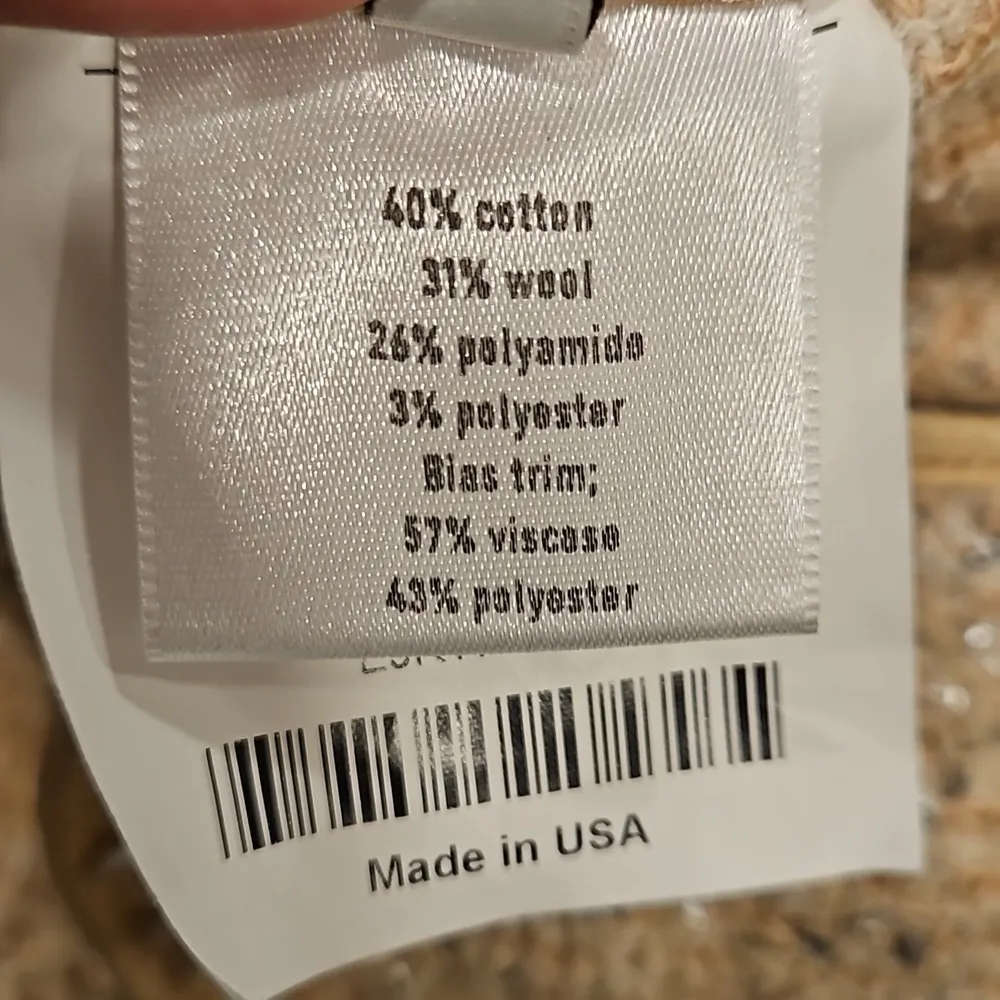 40% cotton
31% wool
26% polyamide
3% polyester
Bias trim;
57% viscose
43% polyester
Made in USA